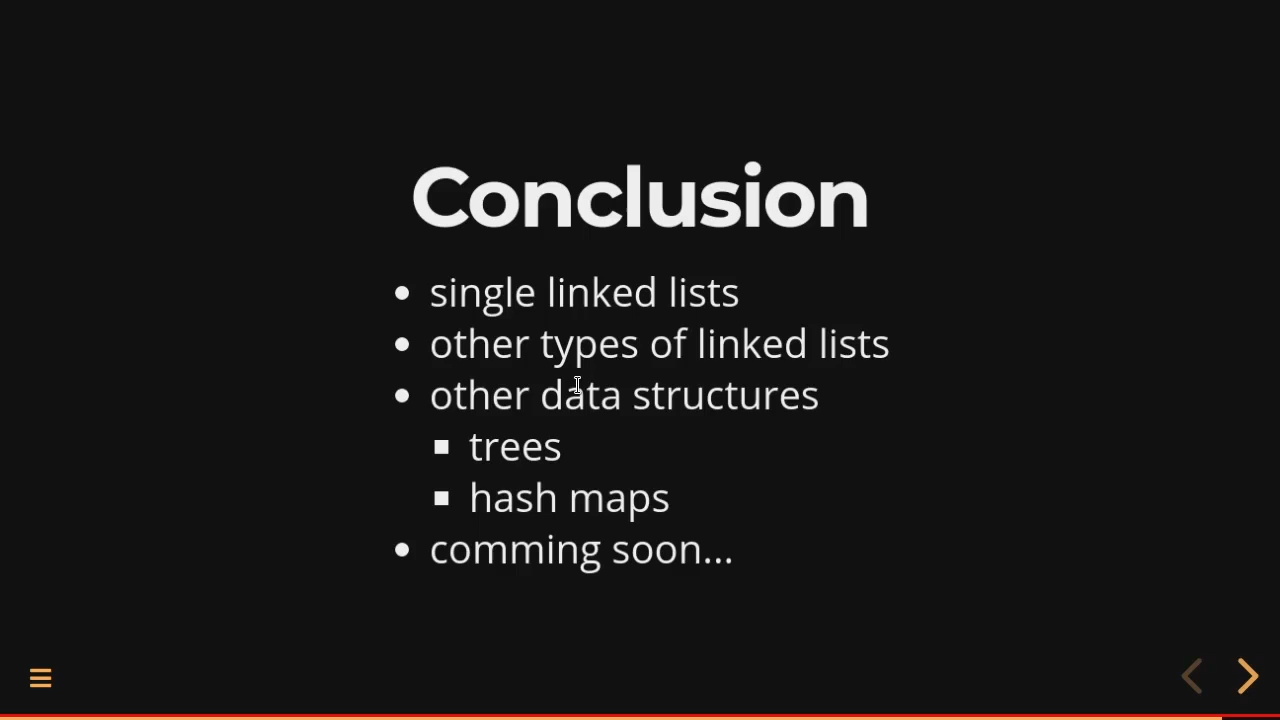 Conclusion
single linked lists
other types of linked lists
other data structures
trees
hash maps
comming soon...